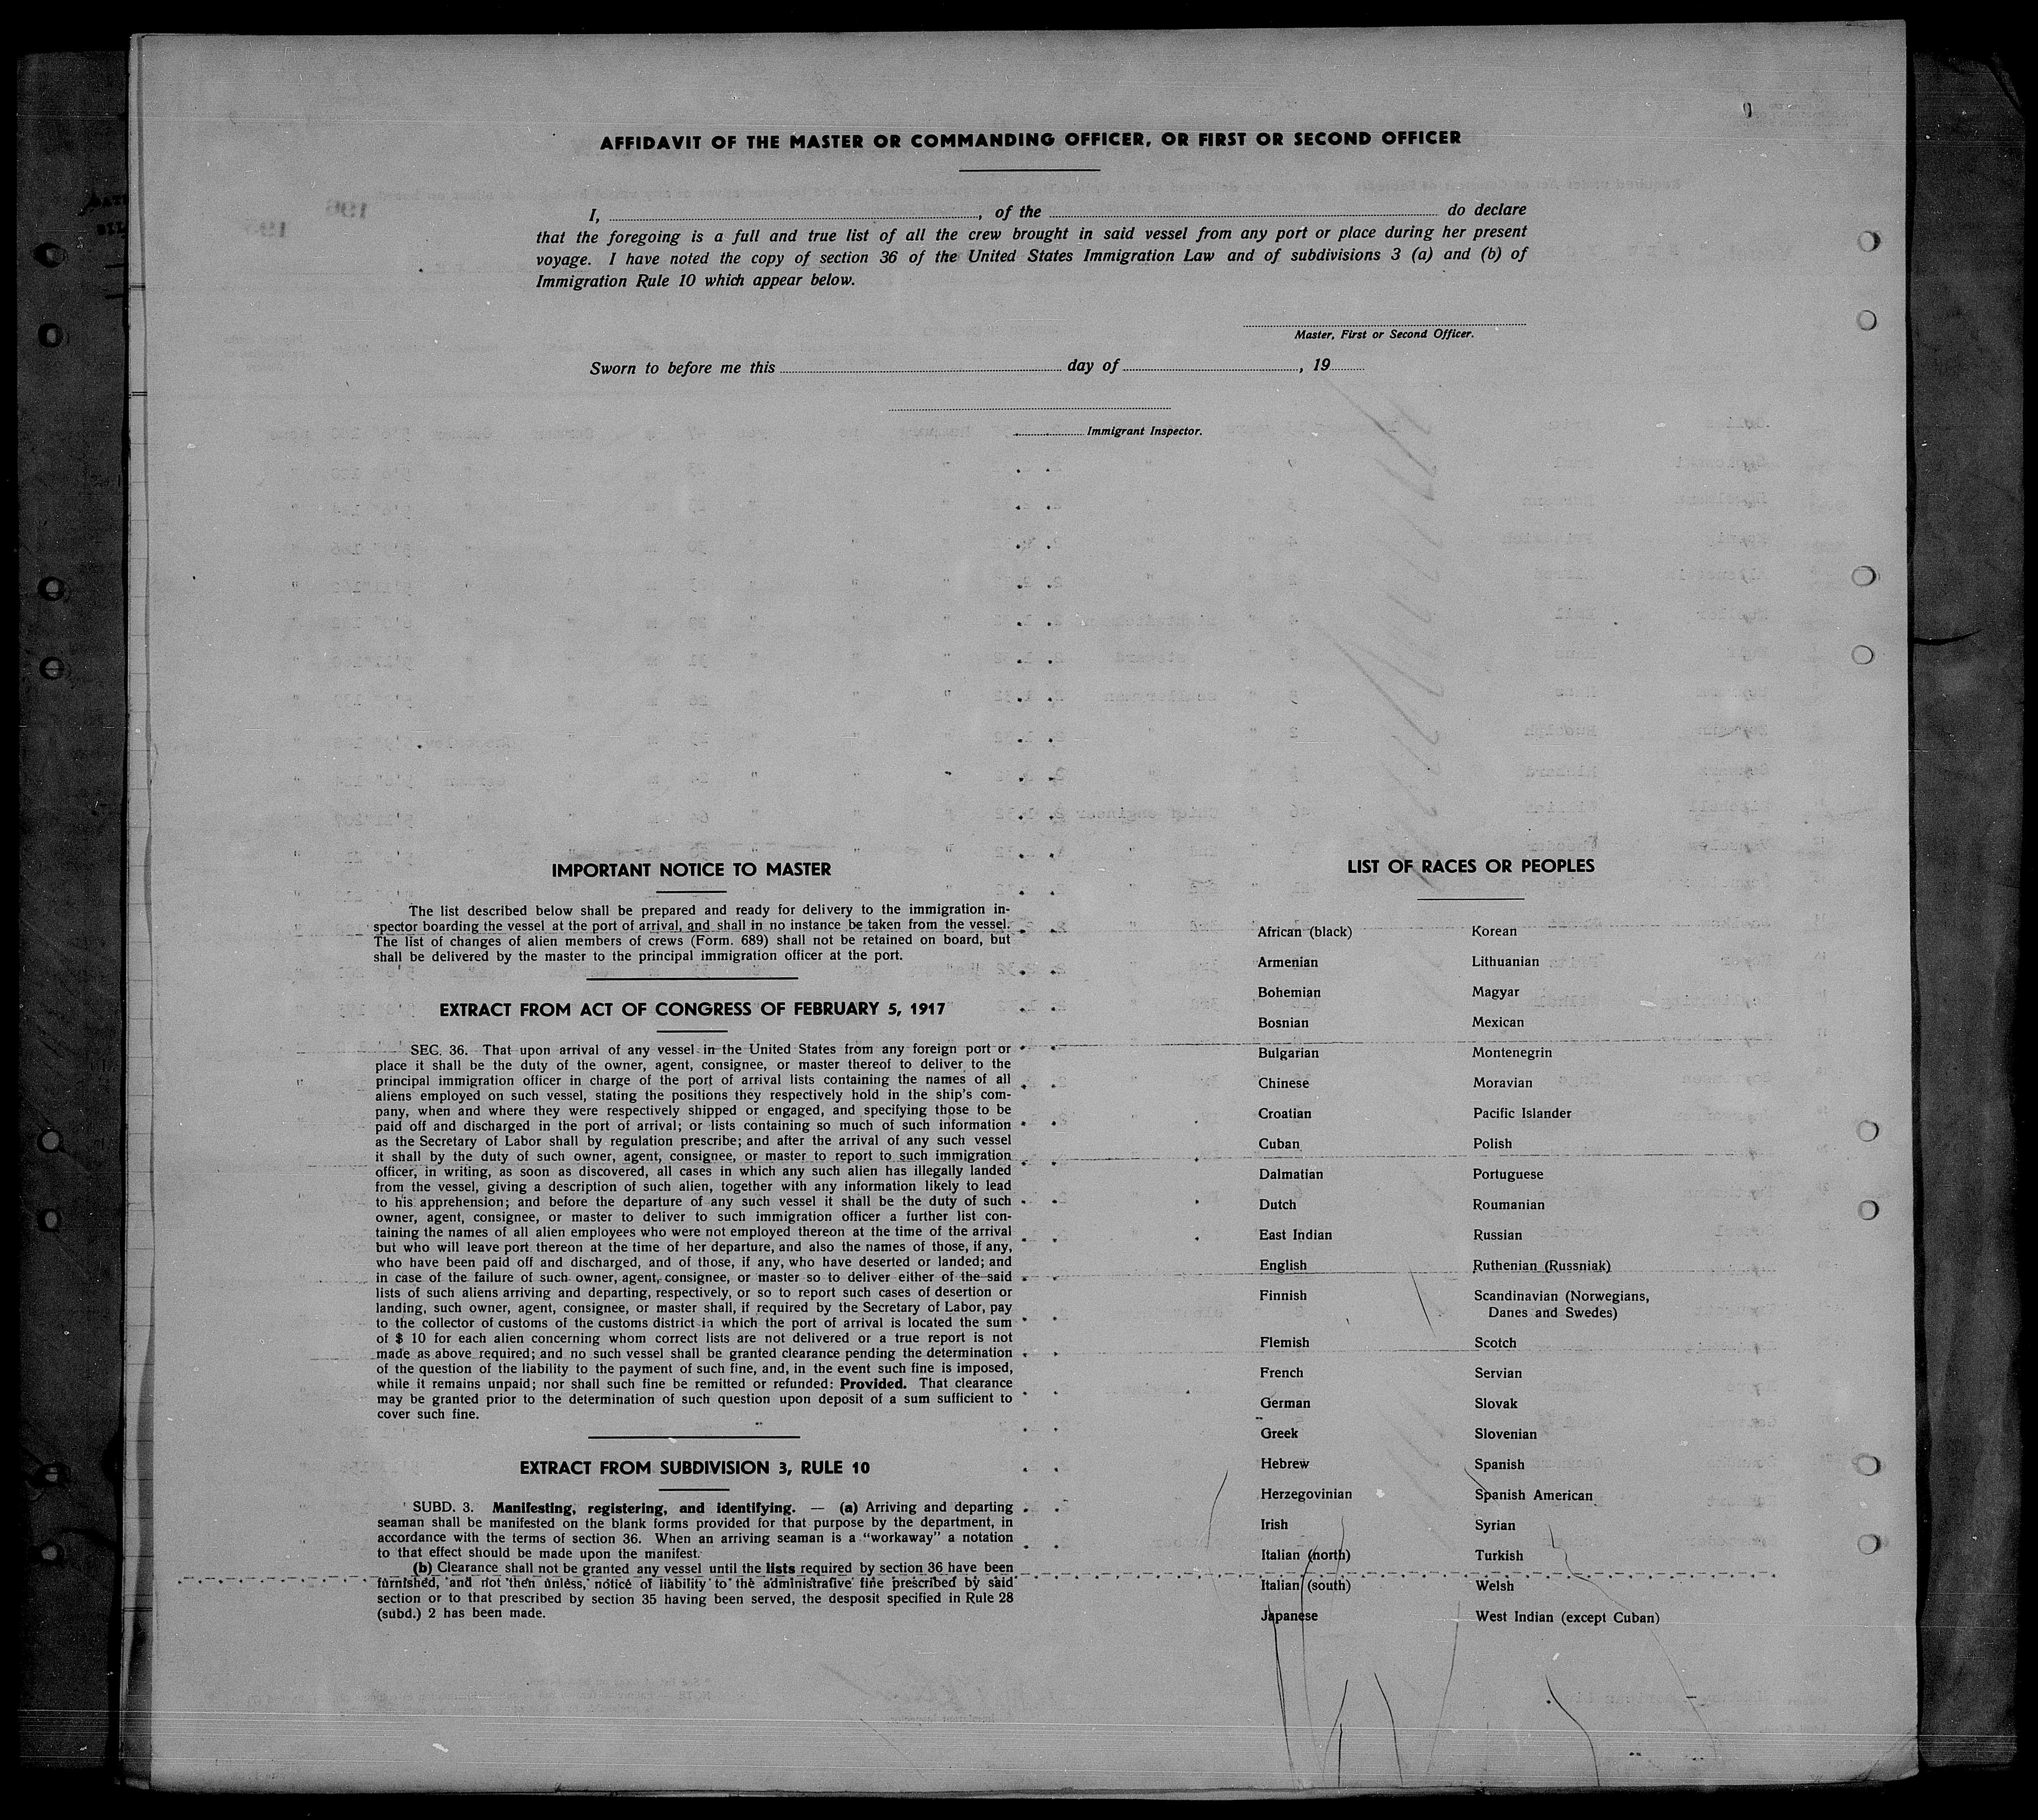 AFFIDAVIT OF THE MASTER OR COMMANDING OFFICER, OR FIRST OR SECOND OFFICER
I, ............, of the ............ do declare
that the foregoing is a full and true list of all the crew brought in said vessel from any port or place during her present
voyage. I have noted the copy of section 36 of the United States Immigration Law and of subdivisions 3 (a) and (b) of
Immigration Rule 10 which appear below.
Master, First or Second Officer.
Sworn to before me this ............ day of ............, 19......
Immigrant Inspector.
IMPORTANT NOTICE TO MASTER
The list described below shall be prepared and ready for delivery to the immigration in-
spector boarding the vessel at the port of arrival, and shall in no instance be taken from the vessel.
The list of changes of alien members of crews (Form. 689) shall not be retained on board, but
shall be delivered by the master to the principal immigration officer at the port.
EXTRACT FROM ACT OF CONGRESS OF FEBRUARY 5, 1917
SEC. 36. That upon arrival of any vessel in the United States from any foreign port or
place it shall be the duty of the owner, agent, consignee, or master thereof to deliver to the
principal immigration officer in charge of the port of arrival lists containing the names of all
aliens employed on such vessel, stating the positions they respectively hold in the ship's com-
pany, when and where they were respectively shipped or engaged, and specifying those to be
paid off and discharged in the port of arrival; or lists containing so much of such information
as the Secretary of Labor shall by regulation prescribe; and after the arrival of any such vessel
it shall by the duty of such owner, agent, consignee, or master to report to such immigration
officer, in writing, as soon as discovered, all cases in which any such alien has illegally landed
from the vessel, giving a description of such alien, together with any information likely to lead
to his apprehension; and before the departure of any such vessel it shall be the duty of such
owner, agent, consignee, or master to deliver to such immigration officer a further list con-
taining the names of all alien employees who were not employed thereon at the time of the arrival
but who will leave port thereon at the time of her departure, and also the names of those, if any,
who have been paid off and discharged, and of those, if any, who have deserted or landed; and
in case of the failure of such owner, agent, consignee, or master so to deliver either of the said
lists of such aliens arriving and departing, respectively, or so to report such cases of desertion or
landing, such owner, agent, consignee, or master shall, if required by the Secretary of Labor, pay
to the collector of customs of the customs district in which the port of arrival is located the sum
of $ 10 for each alien concerning whom correct lists are not delivered or a true report is not
made as above required; and no such vessel shall be granted clearance pending the determination
of the question of the liability to the payment of such fine, and, in the event such fine is imposed,
while it remains unpaid; nor shall such fine be remitted or refunded: Provided. That clearance
may be granted prior to the determination of such question upon deposit of a sum sufficient to
cover such fine.
EXTRACT FROM SUBDIVISION 3, RULE 10
SUBD. 3. Manifesting, registering, and identifying. — (a) Arriving and departing
seaman shall be manifested on the blank forms provided for that purpose by the department, in
accordance with the terms of section 36. When an arriving seaman is a "workaway" a notation
to that effect should be made upon the manifest.
(b) Clearance shall not be granted any vessel until the lists required by section 36 have been
furnished, and not then unless, notice of liability to the administrative fine prescribed by said
section or to that prescribed by section 35 having been served, the desposit specified in Rule 28
(subd.) 2 has been made.
LIST OF RACES OR PEOPLES
African (black)
Armenian
Bohemian
Bosnian
Bulgarian
Chinese
Croatian
Cuban
Dalmatian
Dutch
East Indian
English
Finnish
Flemish
French
German
Greek
Hebrew
Herzegovinian
Irish
Italian (north)
Italian (south)
Japanese
Korean
Lithuanian
Magyar
Mexican
Montenegrin
Moravian
Pacific Islander
Polish
Portuguese
Roumanian
Russian
Ruthenian (Russniak)
Scandinavian (Norwegians,
Danes and Swedes)
Scotch
Servian
Slovak
Slovenian
Spanish
Spanish American
Syrian
Turkish
Welsh
West Indian (except Cuban)